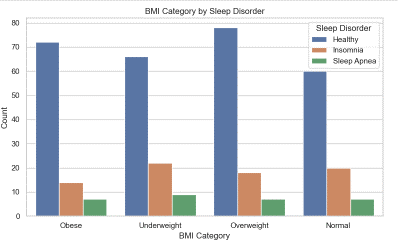 BMI Category by Sleep Disorder
Sleep Disorder
Healthy
Insomnia
Sleep Apnea
80
70
60
50
40
30
20
10
0
Count
Obese Underweight Overweight Normal
BMI Category